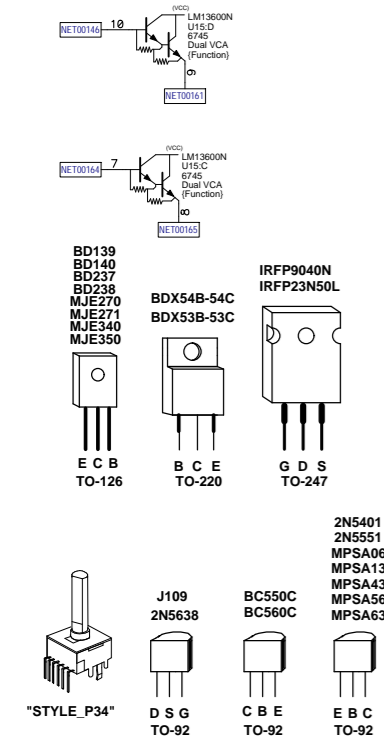 (VCC)
LM13600N
U15:D
6745
Dual VCA
{Function}
NET00146
10
9
NET00161
(VCC)
LM13600N
U15:C
6745
Dual VCA
{Function}
NET00164
7
8
NET00165
BD139
BD140
BD237
BD238
MJE270
MJE271
MJE340
MJE350
E C B
TO-126
BDX54B-54C
BDX53B-53C
B C E
TO-220
IRFP9040N
IRFP23N50L
G D S
TO-247
"STYLE_P34"
J109
2N5638
D S G
TO-92
BC550C
BC560C
C B E
TO-92
2N5401
2N5551
MPSA06
MPSA13
MPSA43
MPSA56
MPSA63
E B C
TO-92